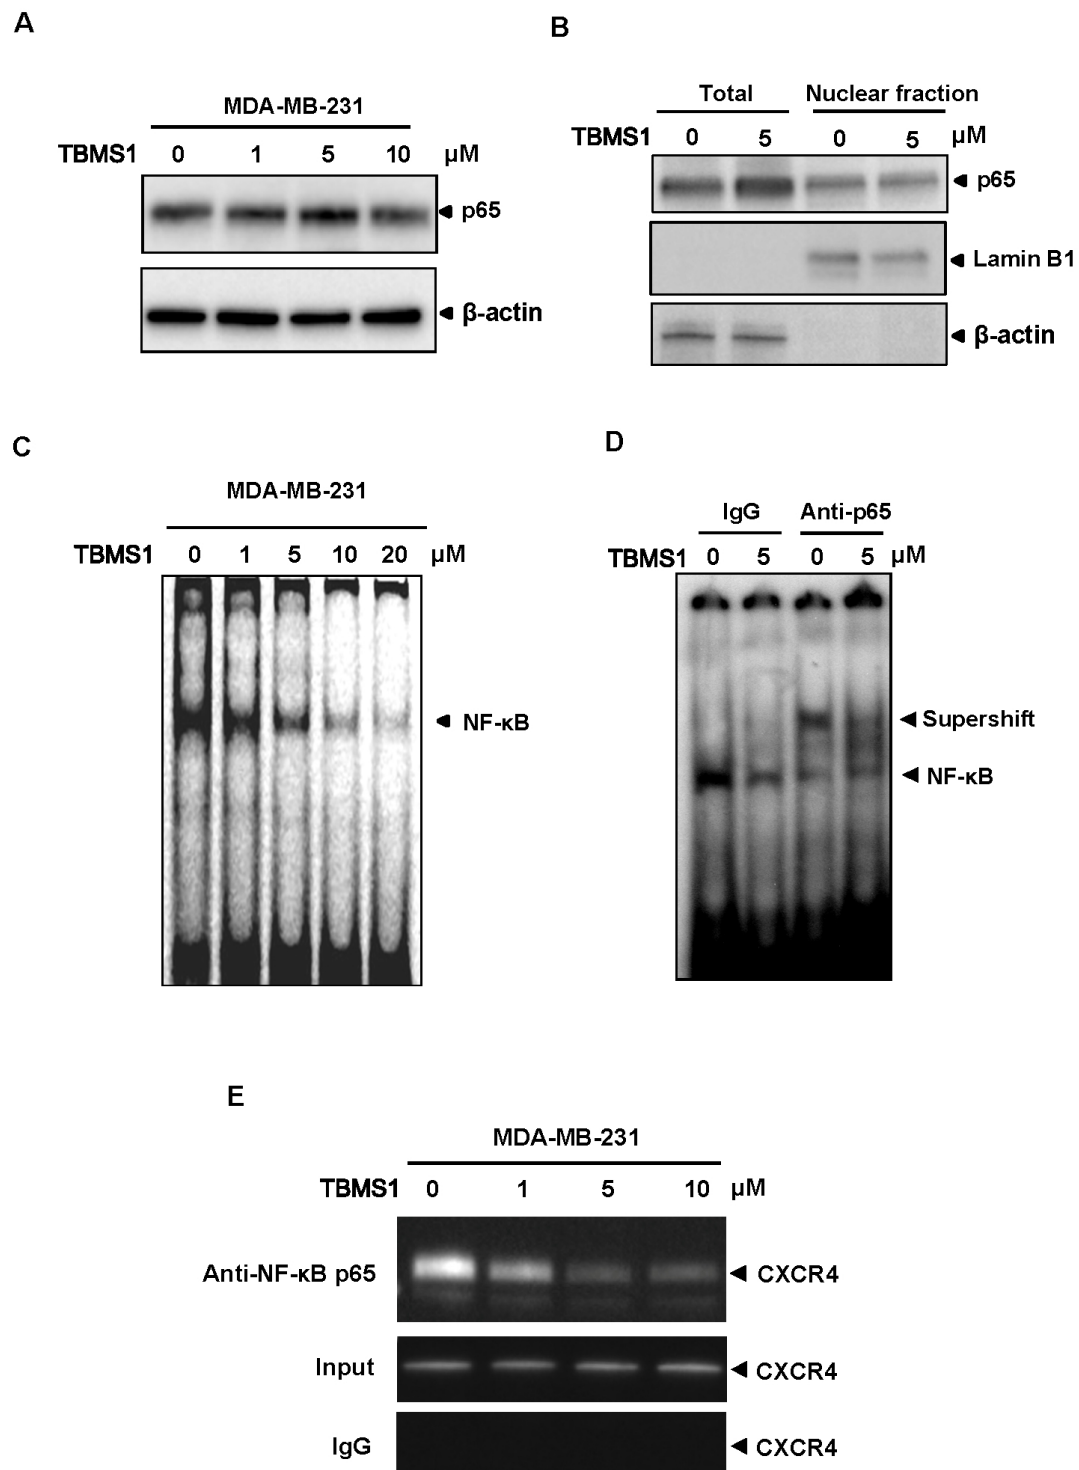 A
MDA-MB-231
TBMS1 0 1 5 10 μM
p65
β-actin
B
Total Nuclear fraction
TBMS1 0 5 0 5 μM
p65
Lamin B1
β-actin
C
MDA-MB-231
TBMS1 0 1 5 10 20 μM
NF-κB
D
IgG Anti-p65
TBMS1 0 5 0 5 μM
Supershift
NF-κB
E
MDA-MB-231
TBMS1 0 1 5 10 μM
Anti-NF-κB p65 CXCR4
Input CXCR4
IgG CXCR4